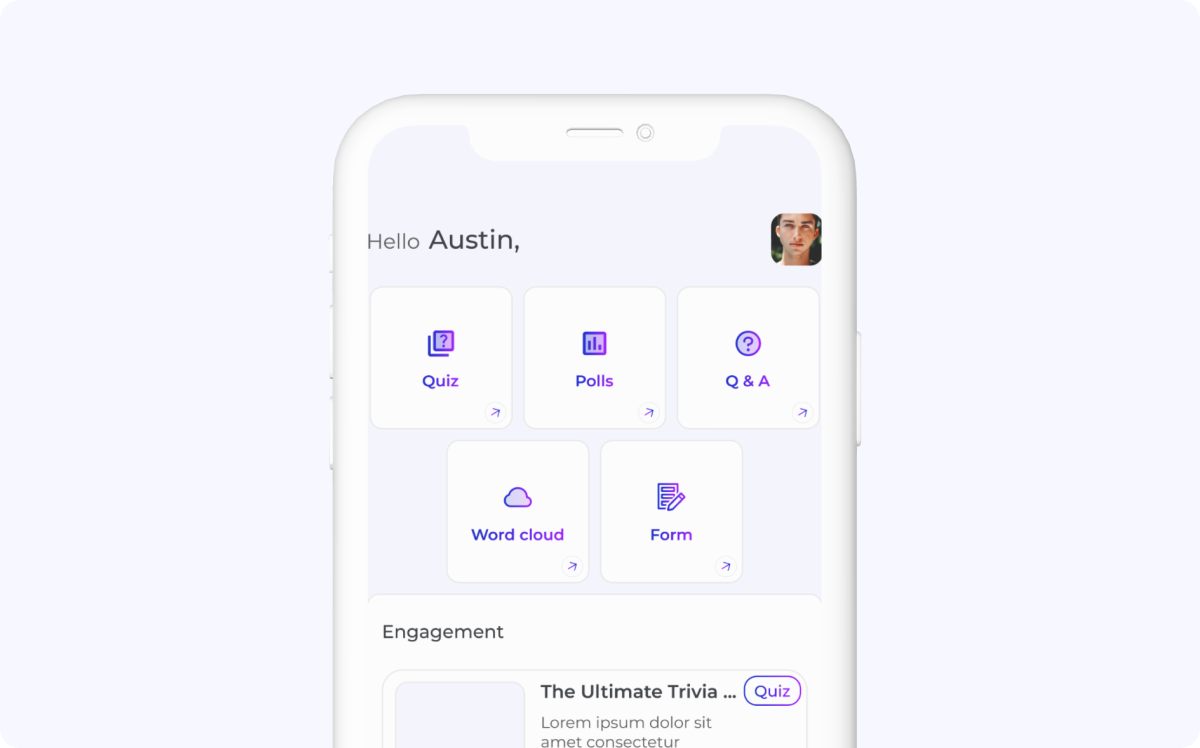 Hello Austin,
Quiz
Polls
Q & A
Word cloud
Form
Engagement
The Ultimate Trivia ...
Quiz
Lorem ipsum dolor sit
amet consectetur